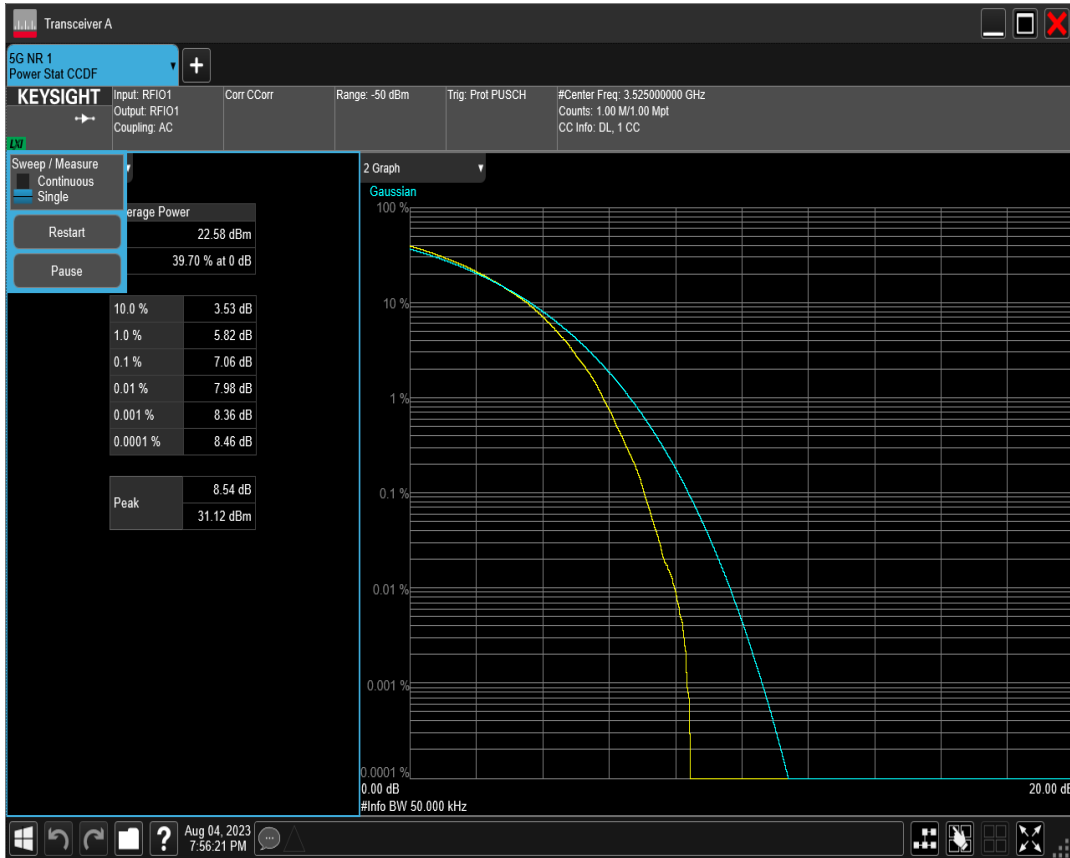 Transceiver A
5G NR 1
Power Stat CCDF
KEYSIGHT
LXI
Input: RFIO1
Output: RFIO1
Coupling: AC
Corr CCorr
Range: -50 dBm
Trig: Prot PUSCH
#Center Freq: 3.525000000 GHz
Counts: 1.00 M/1.00 Mpt
CC Info: DL, 1 CC
Sweep / Measure
Continuous
Single
Restart
Pause
erage Power
22.58 dBm
39.70 % at 0 dB
10.0 % 3.53 dB
1.0 % 5.82 dB
0.1 % 7.06 dB
0.01 % 7.98 dB
0.001 % 8.36 dB
0.0001 % 8.46 dB
Peak
8.54 dB
31.12 dBm
2 Graph
Gaussian
100 %
10 %
1 %
0.1 %
0.01 %
0.001 %
0.0001 %
0.00 dB 20.00 dB
#Info BW 50.000 kHz
?
Aug 04, 2023
7:56:21 PM